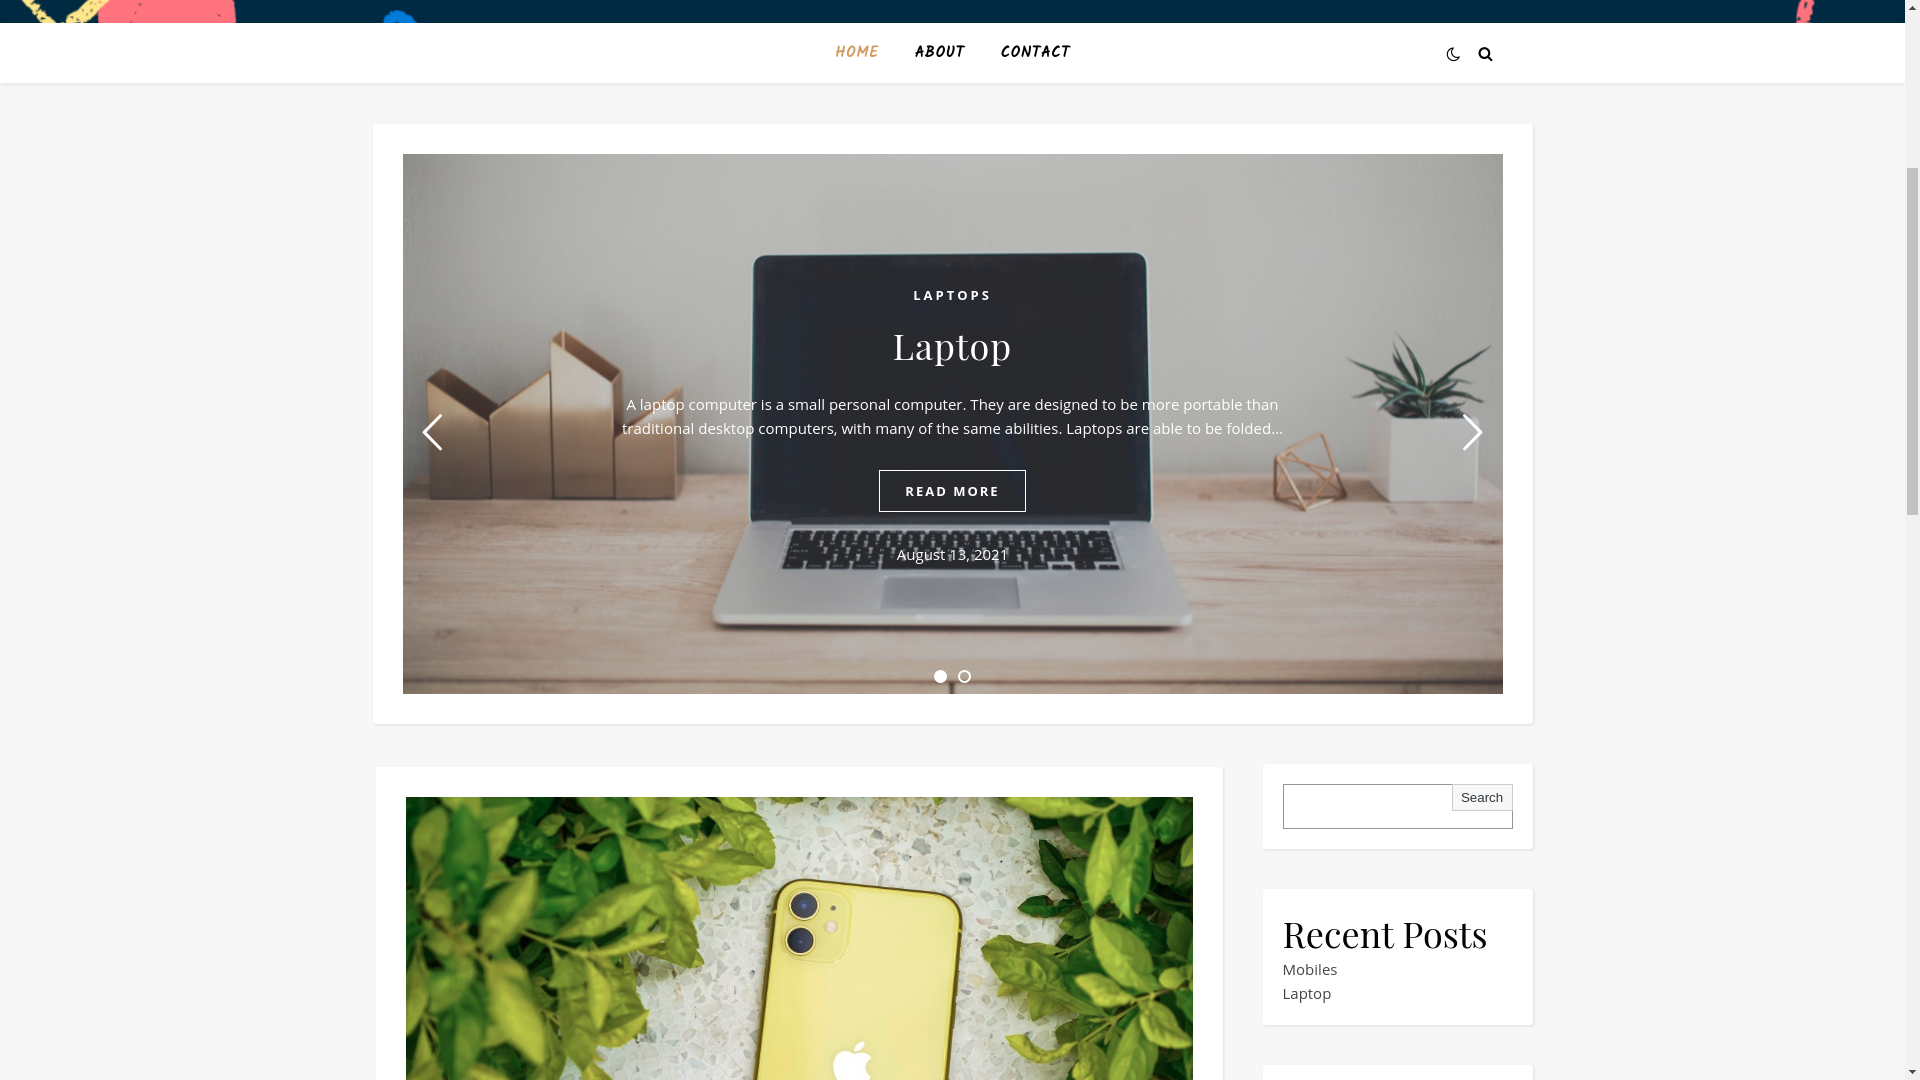 HOME
ABOUT
CONTACT
LAPTOPS
Laptop
A laptop computer is a small personal computer. They are designed to be more portable than
traditional desktop computers, with many of the same abilities. Laptops are able to be folded...
READ MORE
August 13, 2021
Search
Recent Posts
Mobiles
Laptop